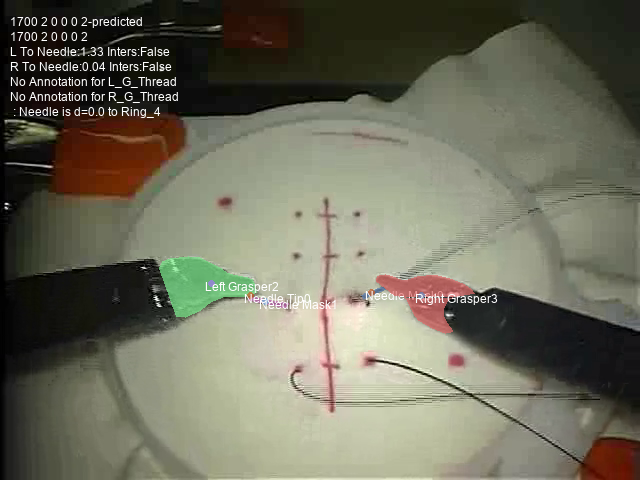 1700 2 0 0 0 2-predicted
1700 2 0 0 0 2
L To Needle:1.33 Inters:False
R To Needle:0.04 Inters:False
No Annotation for L_G_Thread
No Annotation for R_G_Thread
: Needle is d=0.0 to Ring_4
Left Grasper2
Needle Tip0
Needle Mask1
Right Grasper3